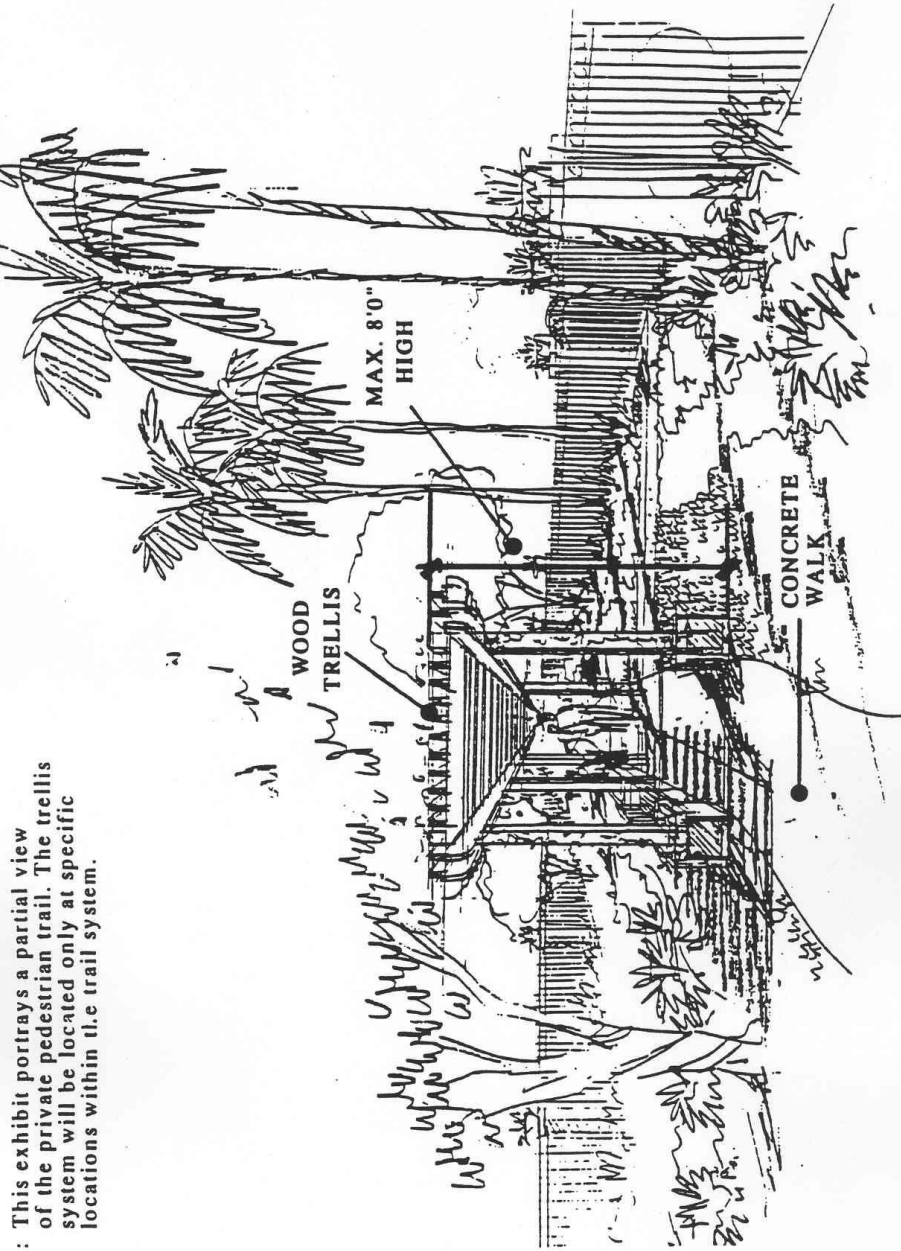 : This exhibit portrays a partial view
of the private pedestrian trail. The trellis
system will be located only at specific
locations within the trail system.
WOOD
TRELLIS
MAX. 8'0"
HIGH
CONCRETE
WALK